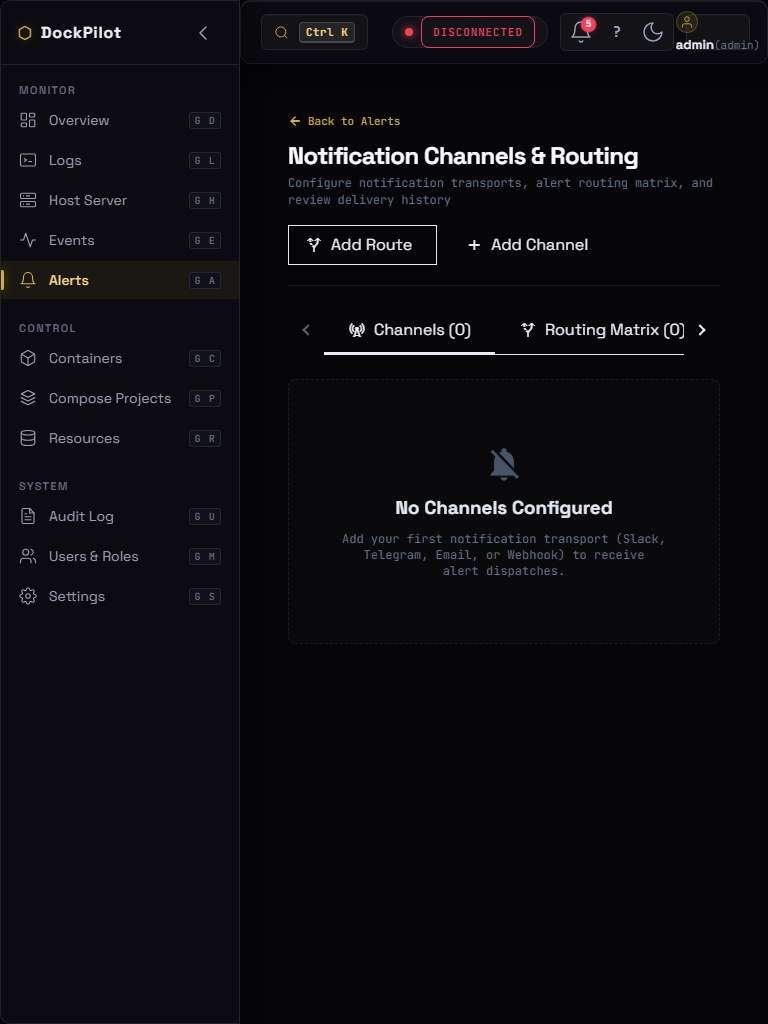 DockPilot
Ctrl K
DISCONNECTED
5
?
admin(admin)
MONITOR
Overview G D
Logs G L
Host Server G H
Events G E
Alerts G A
CONTROL
Containers G C
Compose Projects G P
Resources G R
SYSTEM
Audit Log G U
Users & Roles G M
Settings G S
Back to Alerts
Notification Channels & Routing
Configure notification transports, alert routing matrix, and
review delivery history
Add Route
Add Channel
Channels (0)
Routing Matrix (0)
No Channels Configured
Add your first notification transport (Slack,
Telegram, Email, or Webhook) to receive
alert dispatches.